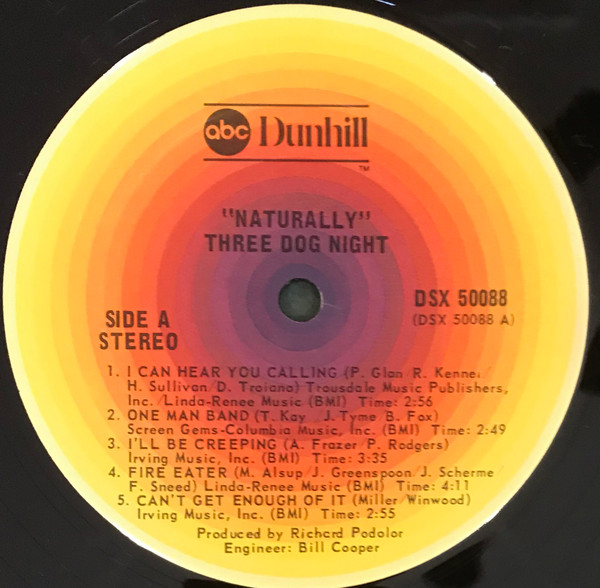 abc Dunhill
TM
"NATURALLY"
THREE DOG NIGHT
SIDE A
STEREO
DSX 50088
(DSX 50088 A)
1. I CAN HEAR YOU CALLING (P. Glan/R. Kenner/
H. Sullivan/D. Troiano) Trousdale Music Publishers,
Inc./Linda-Renee Music (BMI) Time: 2:56
2. ONE MAN BAND (T. Kay/J. Tyme/B. Fox)
Screen Gems-Columbia Music, Inc. (BMI) Time: 2:49
3. I'LL BE CREEPING (A. Frazer/P. Rodgers)
Irving Music, Inc. (BMI) Time: 3:35
4. FIRE EATER (M. Alsup/J. Greenspoon/J. Scherme
F. Sneed) Linda-Renee Music (BMI) Time: 4:11
5. CAN'T GET ENOUGH OF IT (Miller/Winwood)
Irving Music, Inc. (BMI) Time: 2:55
Produced by Richard Podolor
Engineer: Bill Cooper